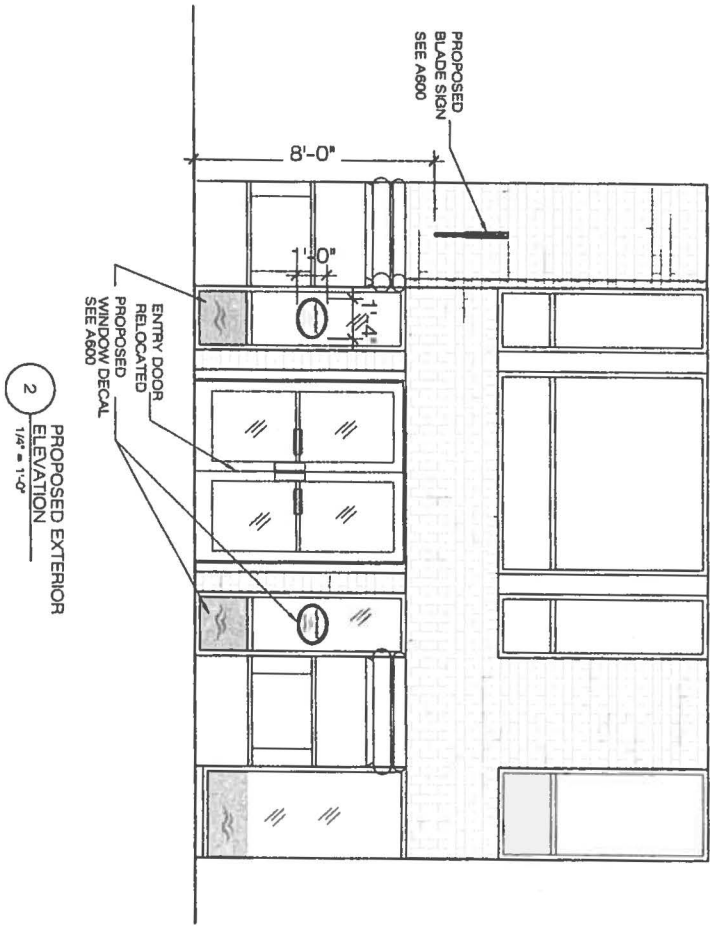 PROPOSED
BLADE SIGN
SEE A600
8'-0"
1'-0"
1'-4"
ENTRY DOOR
RELOCATED
PROPOSED
WINDOW DECAL
SEE A600
2
PROPOSED EXTERIOR
ELEVATION
1/4" = 1'-0"